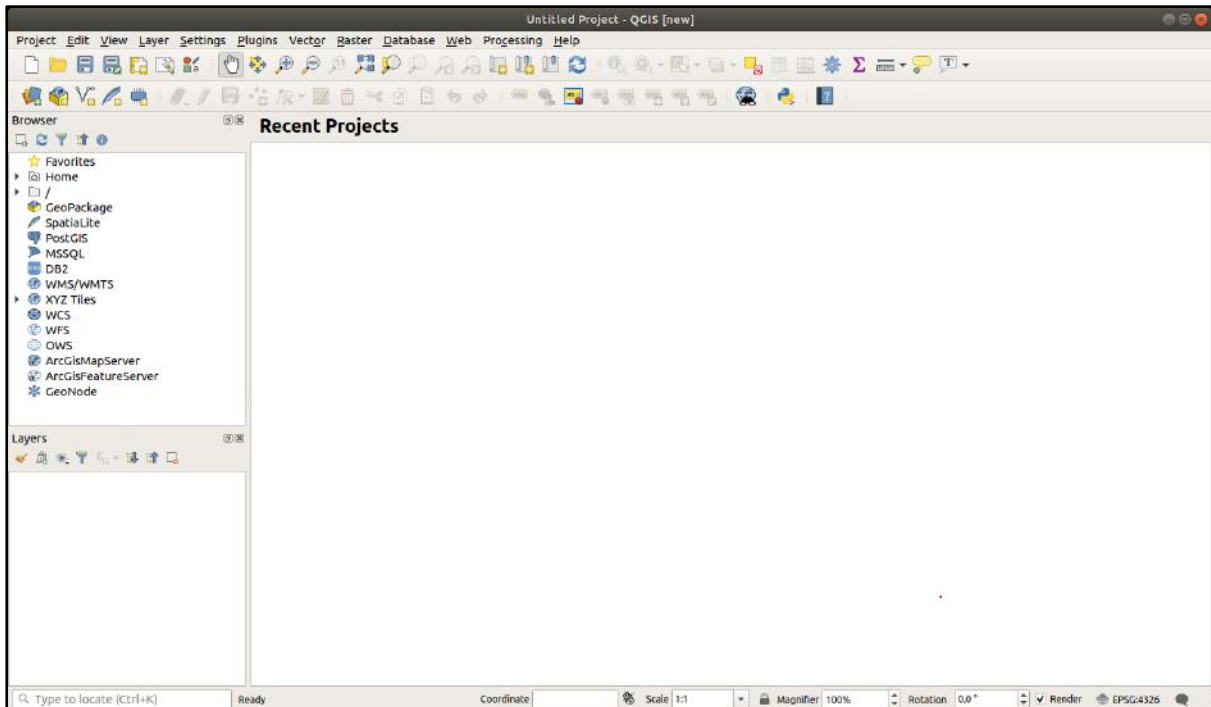 Untitled Project - QGIS [new]
Project Edit View Layer Settings Plugins Vector Raster Database Web Processing Help
Browser
Recent Projects
Favorites
Home
/
GeoPackage
SpatiaLite
PostGIS
MSSQL
DB2
WMS/WMTS
XYZ Tiles
WCS
WFS
OWS
ArcGisMapServer
ArcGisFeatureServer
GeoNode
Layers
Type to locate (Ctrl+K) Ready Coordinate Scale 1:1 Magnifier 100% Rotation 0,0 ° Render EPSG:4326